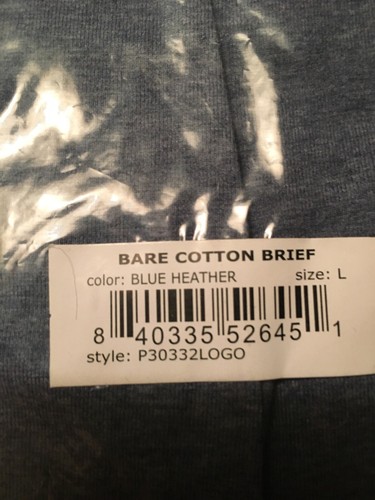 BARE COTTON BRIEF
color: BLUE HEATHER size: L
8 40335 52645 1
style: P30332LOGO